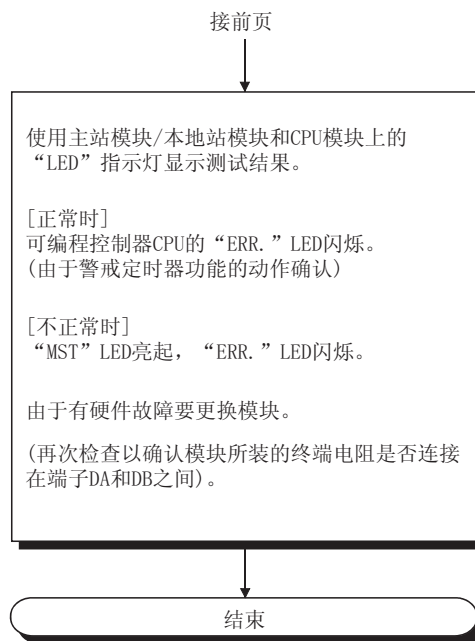 接前页
使用主站模块/本地站模块和CPU模块上的
“LED”指示灯显示测试结果。
[正常时]
可编程控制器CPU的“ERR.”LED闪烁。
(由于警戒定时器功能的动作确认)
[不正常时]
“MST”LED亮起，“ERR.”LED闪烁。
由于有硬件故障要更换模块。
(再次检查以确认模块所装的终端电阻是否连接
在端子DA和DB之间)。
结束